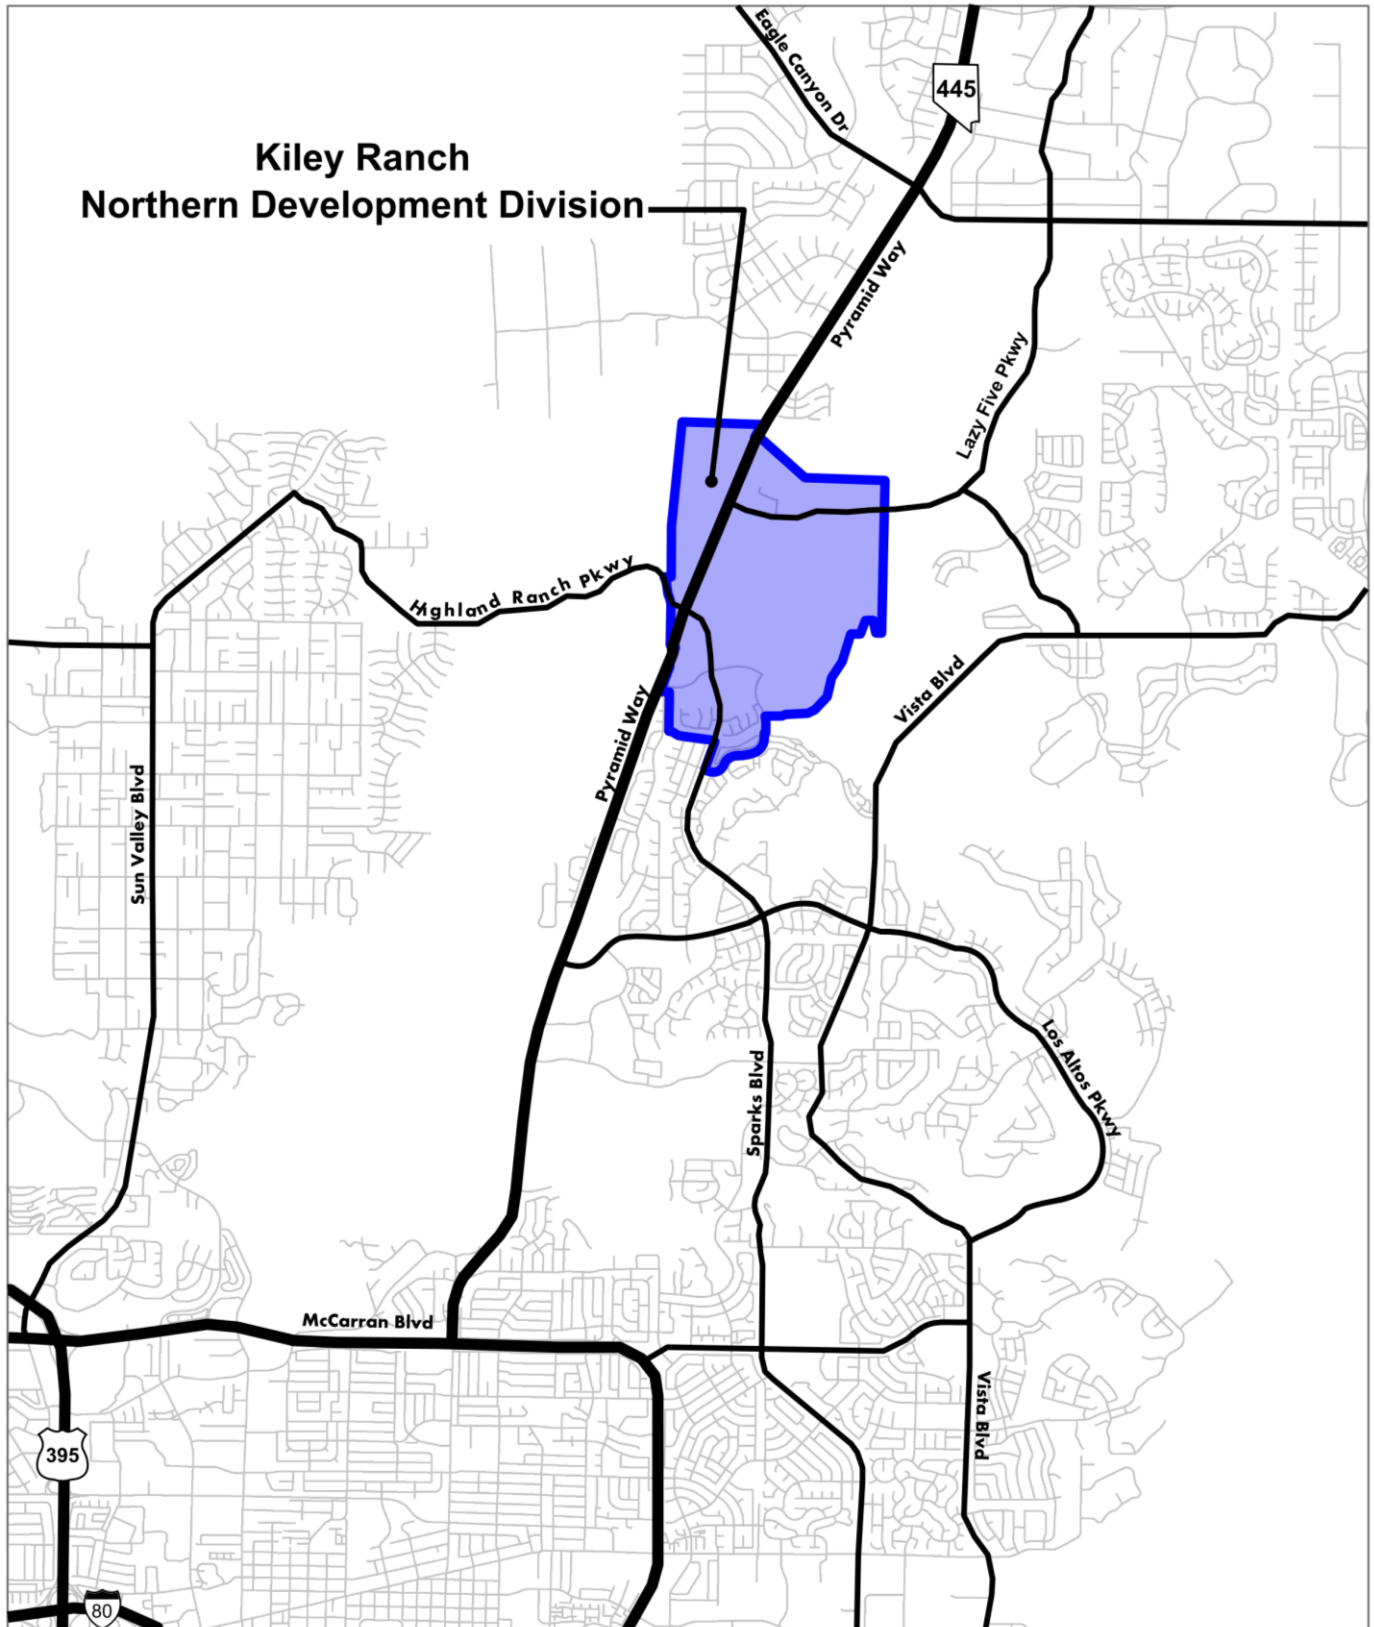 Eagle Canyon Dr
445
Kiley Ranch
Northern Development Division
Pyramid Way
Lazy Five Pkwy
Highland Ranch Pkwy
Vista Blvd
Pyramid Way
Sun Valley Blvd
Los Altos Pkwy
Sparks Blvd
McCarran Blvd
Vista Blvd
395
80